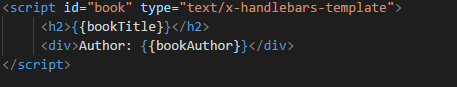 <script id="book" type="text/x-handlebars-template">
<h2>{{bookTitle}}</h2>
<div>Author: {{bookAuthor}}</div>
</script>